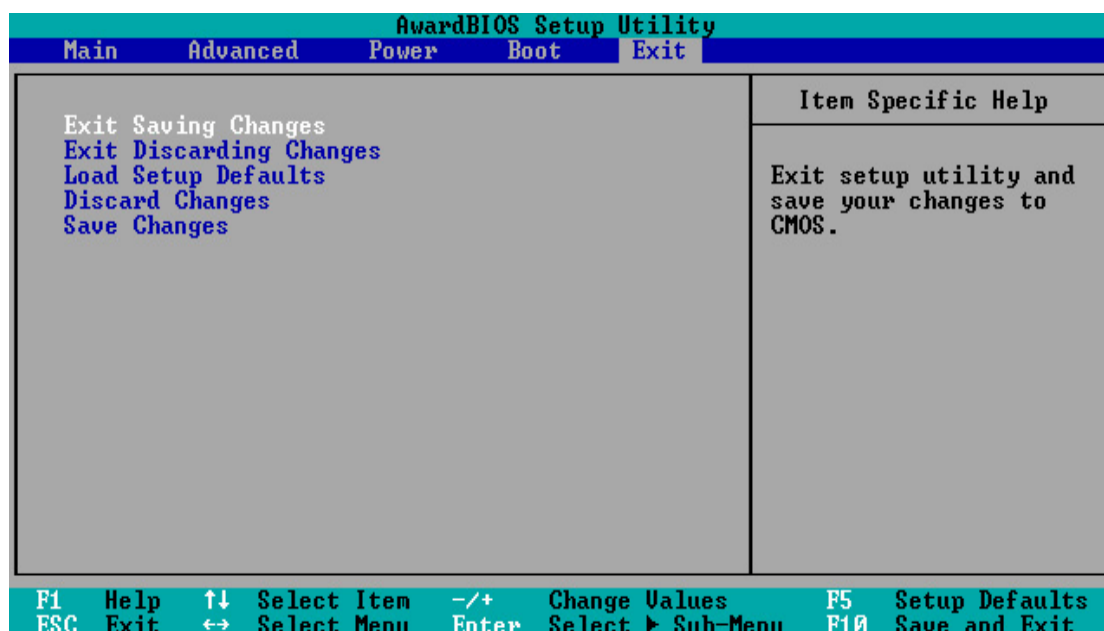 AwardBIOS Setup Utility
Main Advanced Power Boot Exit
Item Specific Help
Exit Saving Changes
Exit Discarding Changes
Load Setup Defaults
Discard Changes
Save Changes
Exit setup utility and
save your changes to
CMOS.
F1 Help ↑↓ Select Item -/+ Change Values F5 Setup Defaults
ESC Exit ←→ Select Menu Enter Select ▶ Sub-Menu F10 Save and Exit